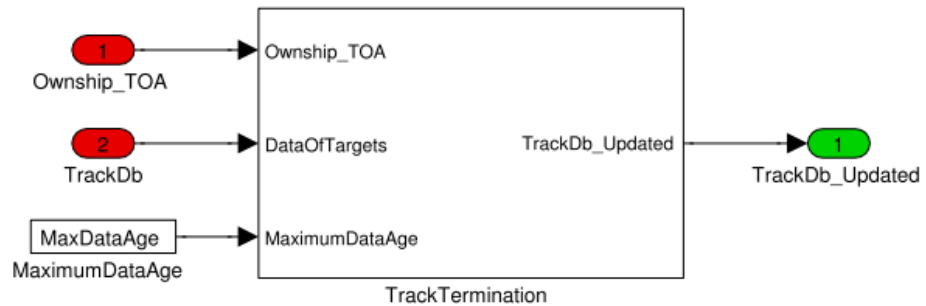 1
Ownship_TOA
Ownship_TOA
2
DataOfTargets
TrackDb_Updated
1
TrackDb
TrackDb_Updated
MaxDataAge
MaximumDataAge
MaximumDataAge
TrackTermination